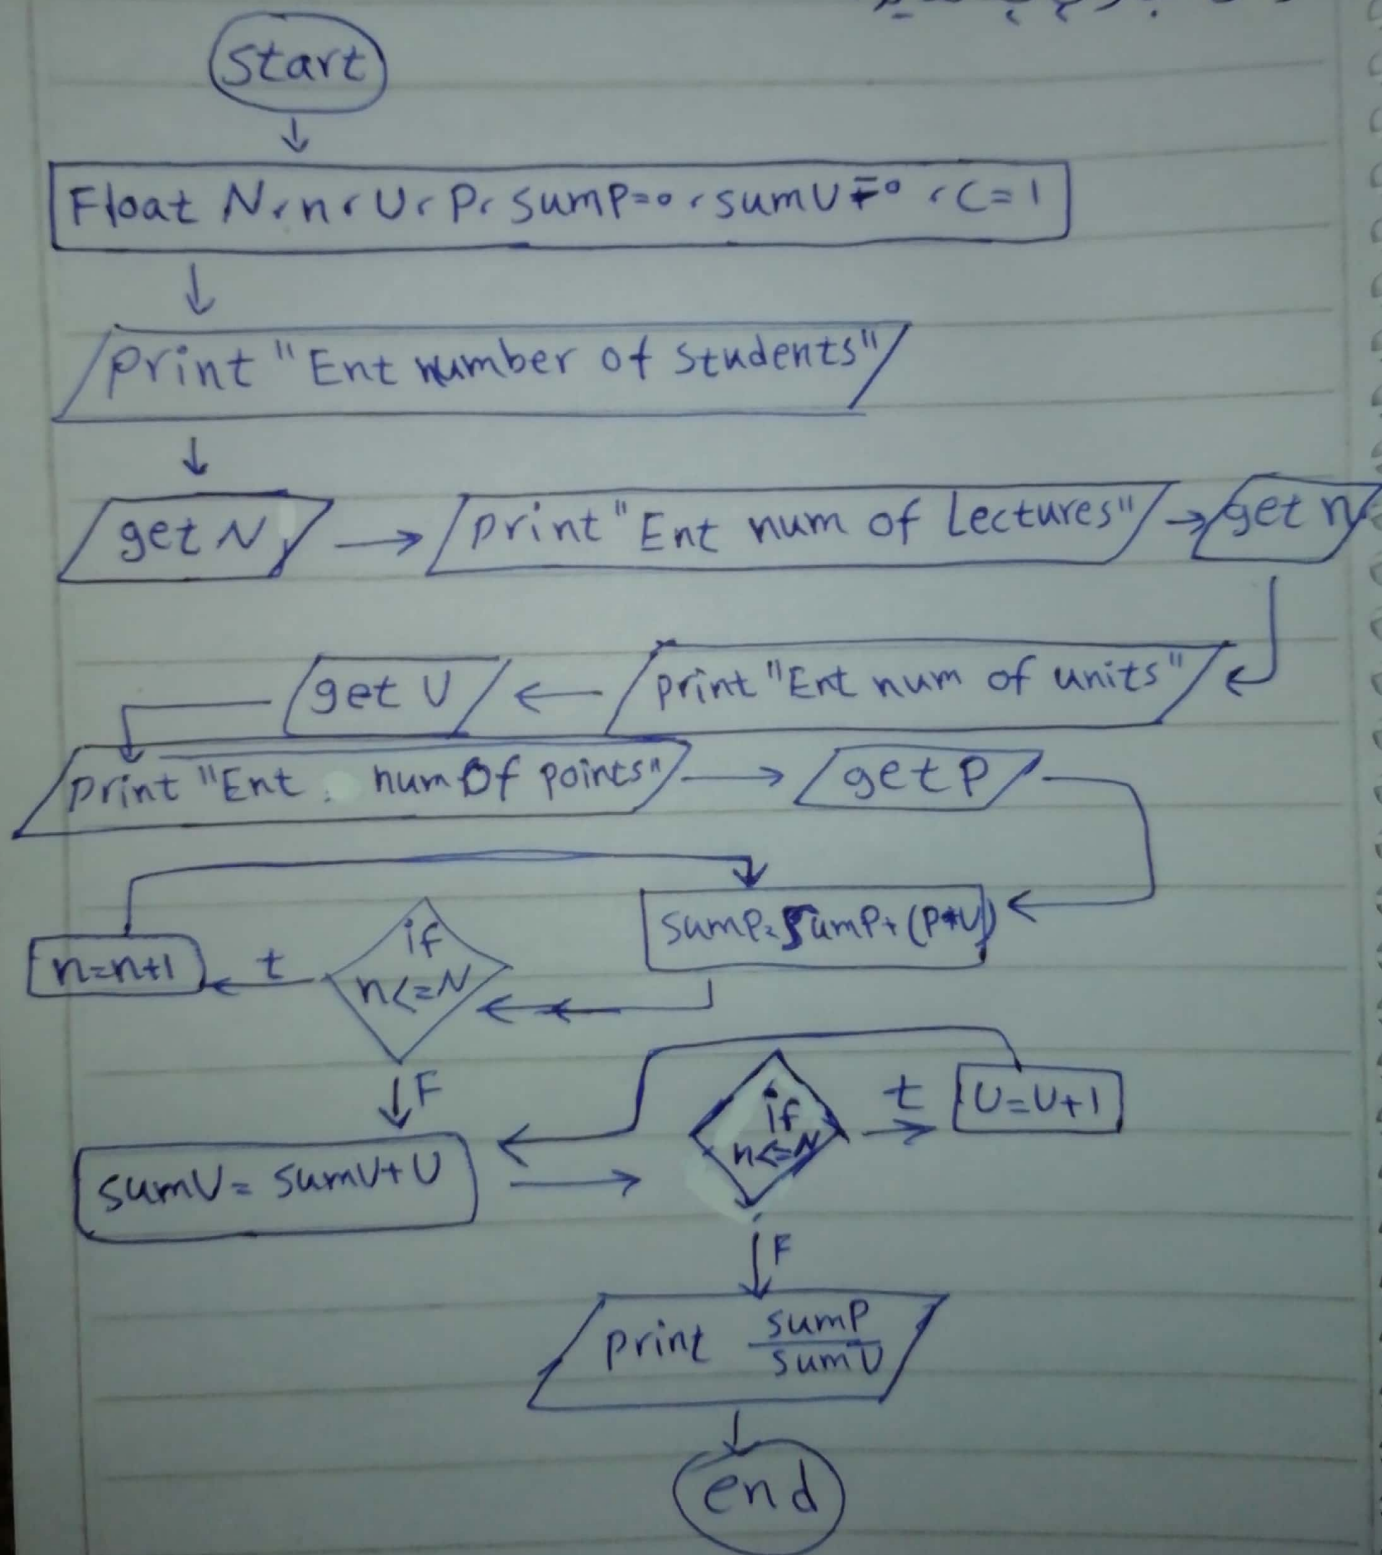 start
Float N، n، U، P، sumP=0، sumU=0، C=1
print "Ent number of students"
get N
print "Ent num of Lectures"
get n
print "Ent num of units"
get U
print "Ent num of points"
get P
sumP=sumP+(P*U)
if
n<=N
t
n=n+1
F
sumU=sumU+U
if
n<=N
t
U=U+1
F
print sumP
sumU
end